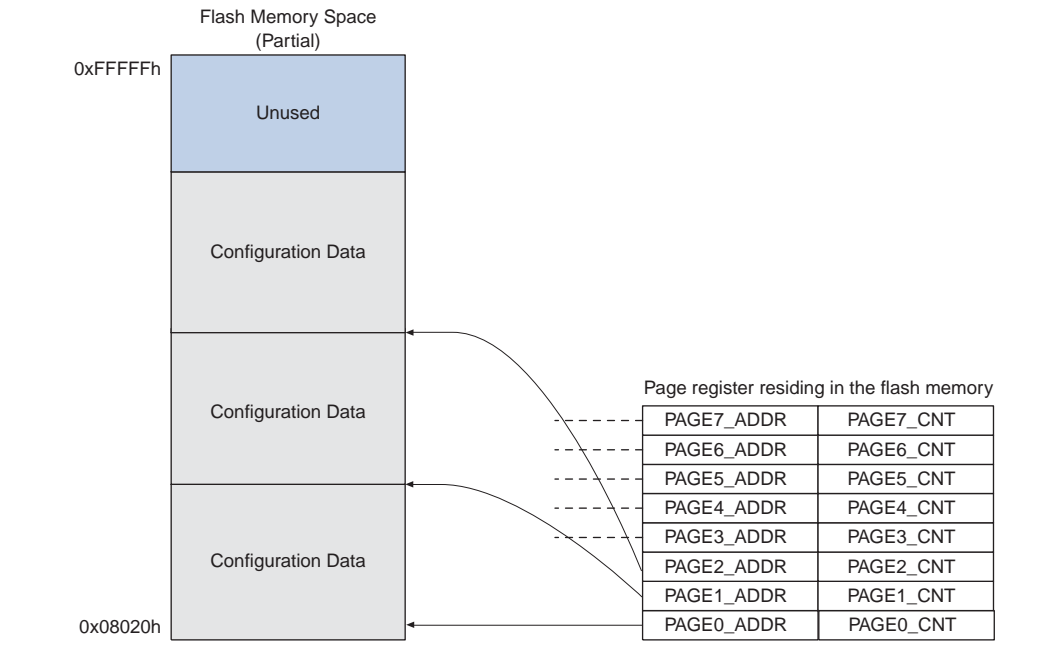 Flash Memory Space
(Partial)
0xFFFFFh
Unused
Configuration Data
Configuration Data
Configuration Data
0x08020h
Page register residing in the flash memory
PAGE7_ADDR PAGE7_CNT
PAGE6_ADDR PAGE6_CNT
PAGE5_ADDR PAGE5_CNT
PAGE4_ADDR PAGE4_CNT
PAGE3_ADDR PAGE3_CNT
PAGE2_ADDR PAGE2_CNT
PAGE1_ADDR PAGE1_CNT
PAGE0_ADDR PAGE0_CNT